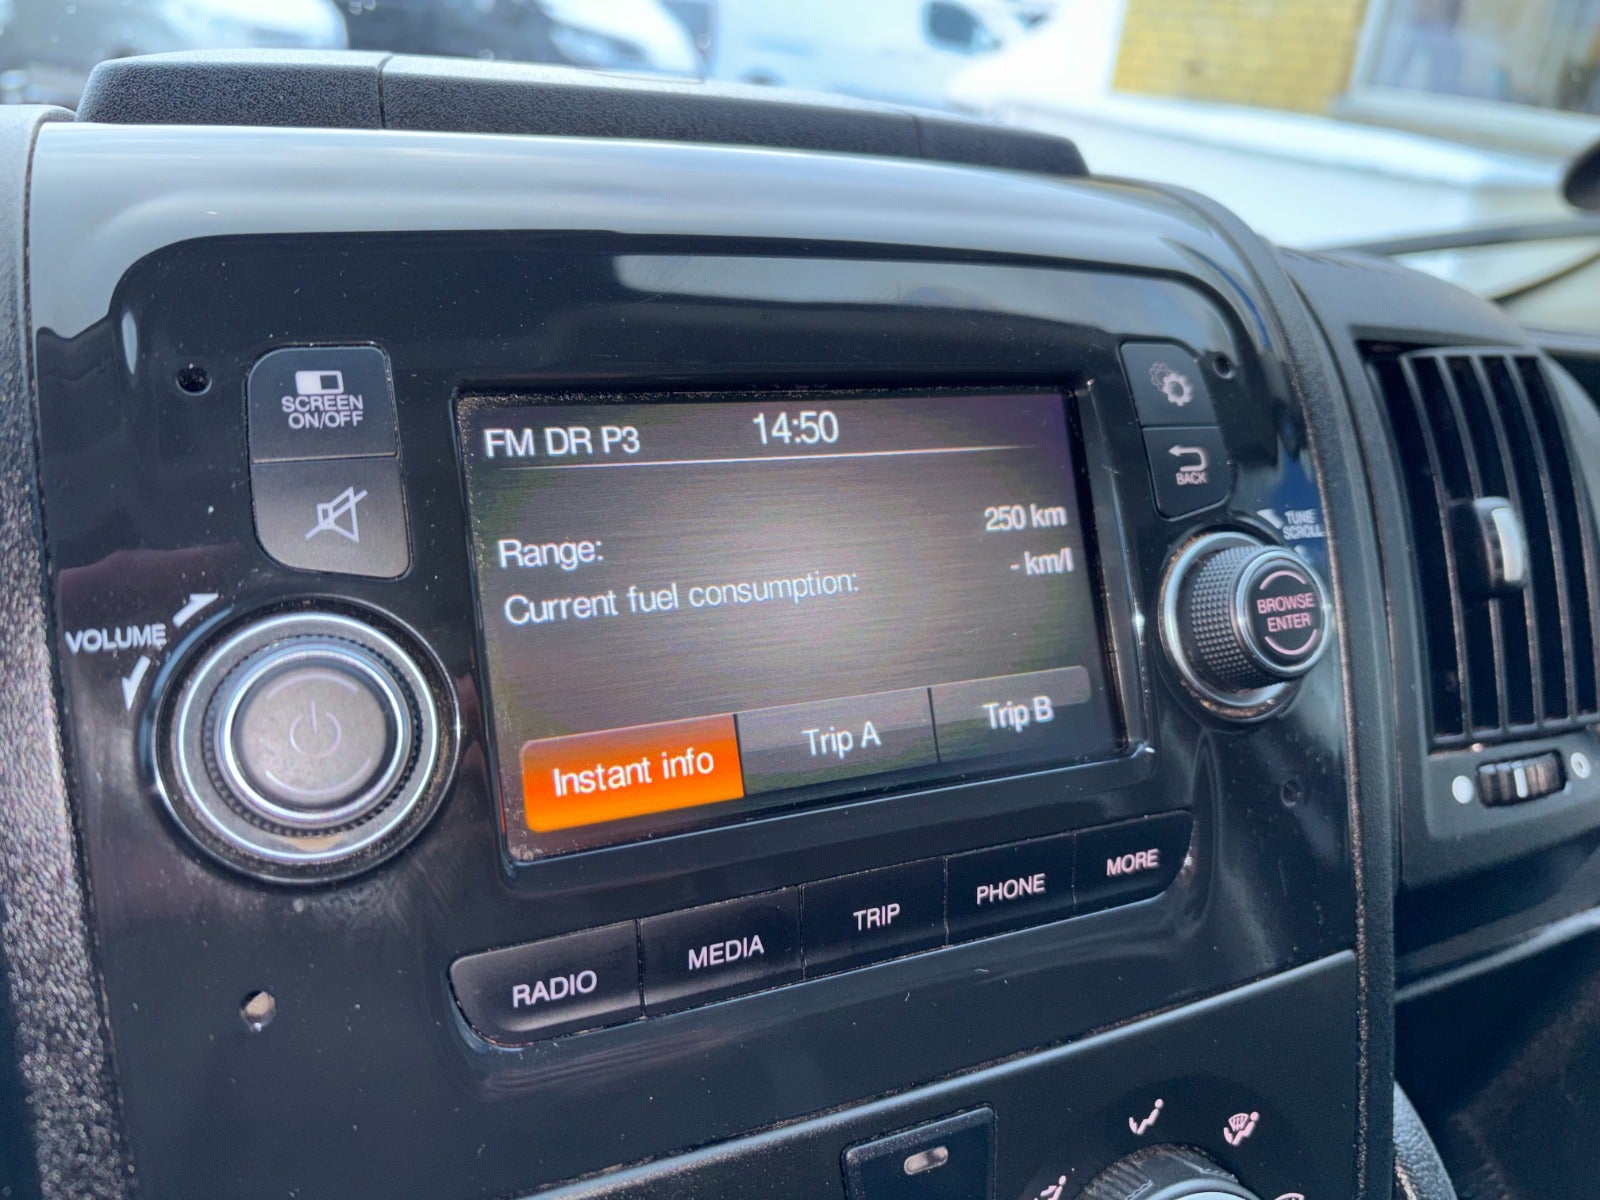 SCREEN
ON/OFF
VOLUME
FM DR P3 14:50
Range: 250 km
Current fuel consumption: - km/l
Instant info Trip A Trip B
BACK
TUNE
SCROLL
BROWSE
ENTER
RADIO MEDIA TRIP PHONE MORE